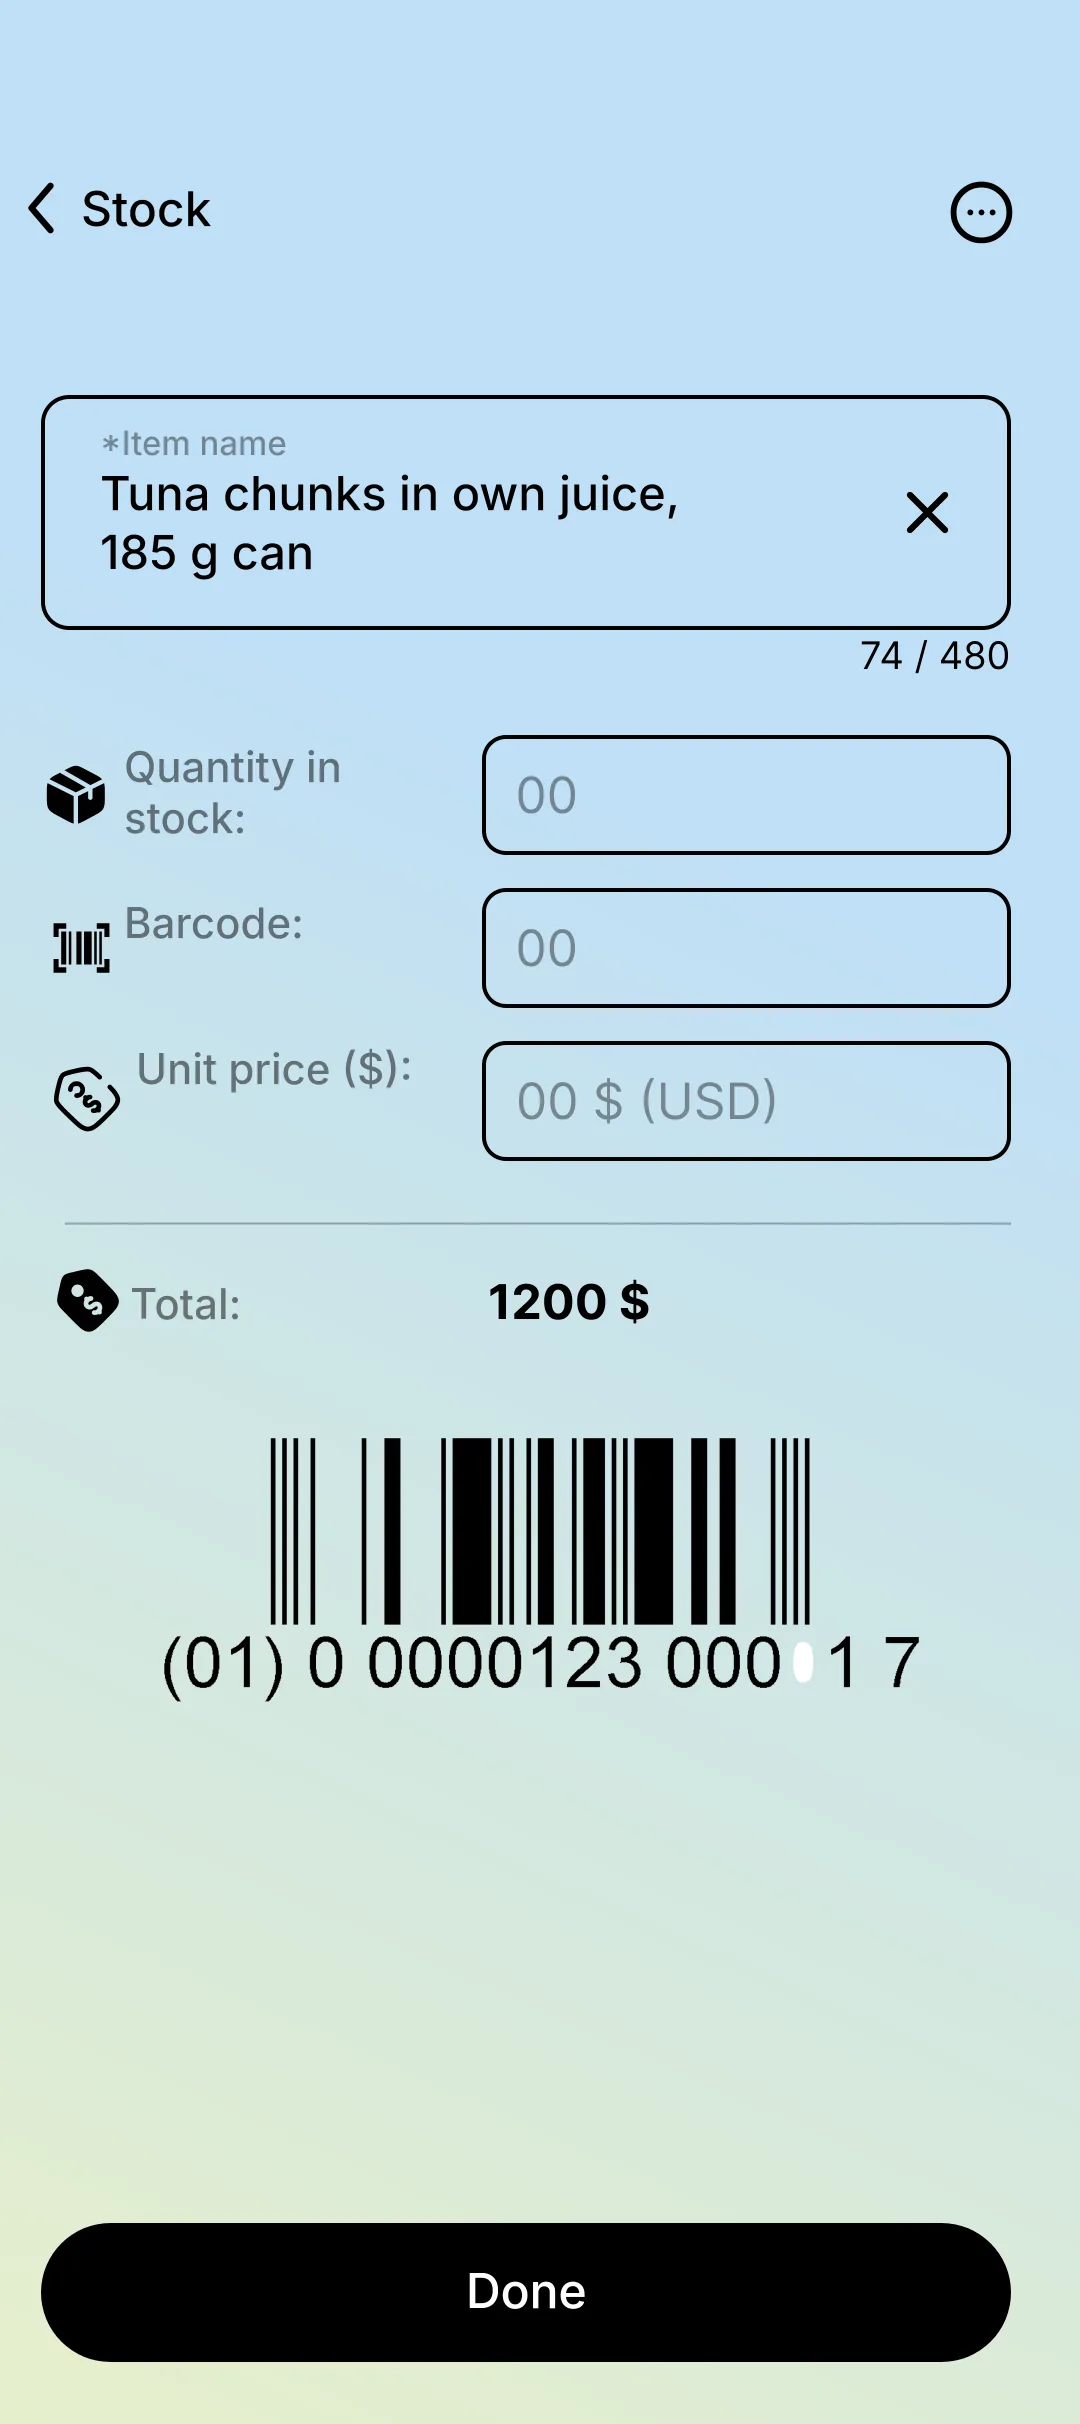 Stock
*Item name
Tuna chunks in own juice,
185 g can
74 / 480
Quantity in
stock:
00
Barcode:
00
Unit price ($):
00 $ (USD)
Total:
1200 $
(01) 0 0000123 000 1 7
Done